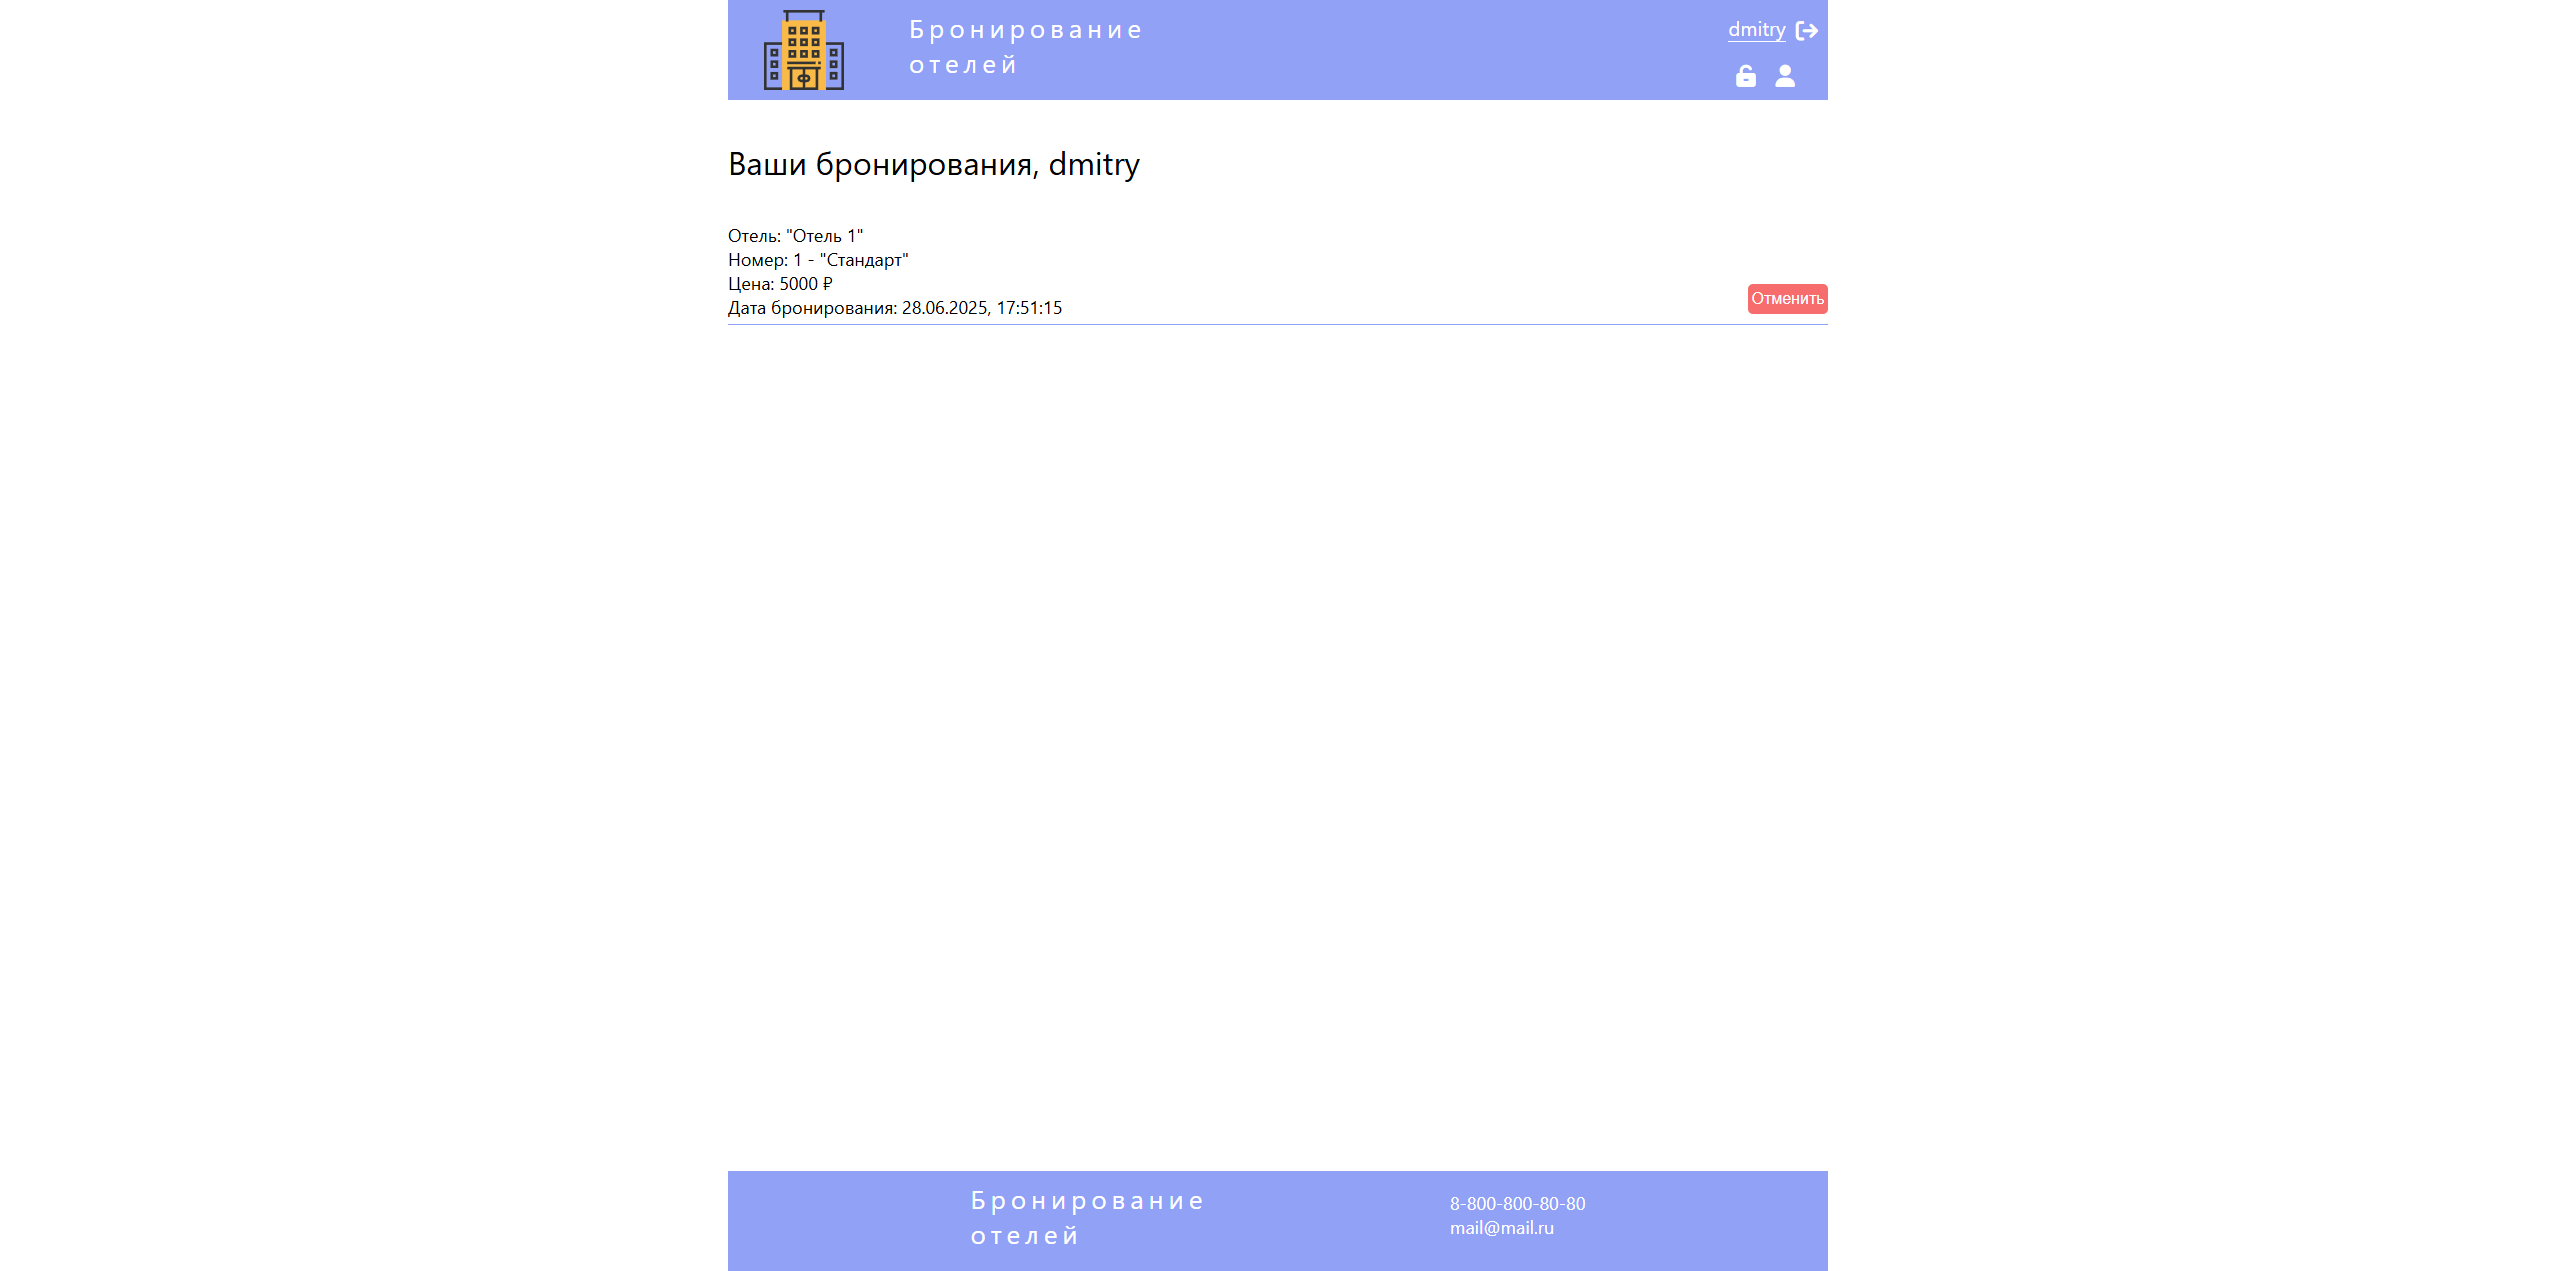 Бронирование
отелей
dmitry
Ваши бронирования, dmitry
Отель: "Отель 1"
Номер: 1 - "Стандарт"
Цена: 5000 ₽
Дата бронирования: 28.06.2025, 17:51:15
Отменить
Бронирование
отелей
8-800-800-80-80
mail@mail.ru